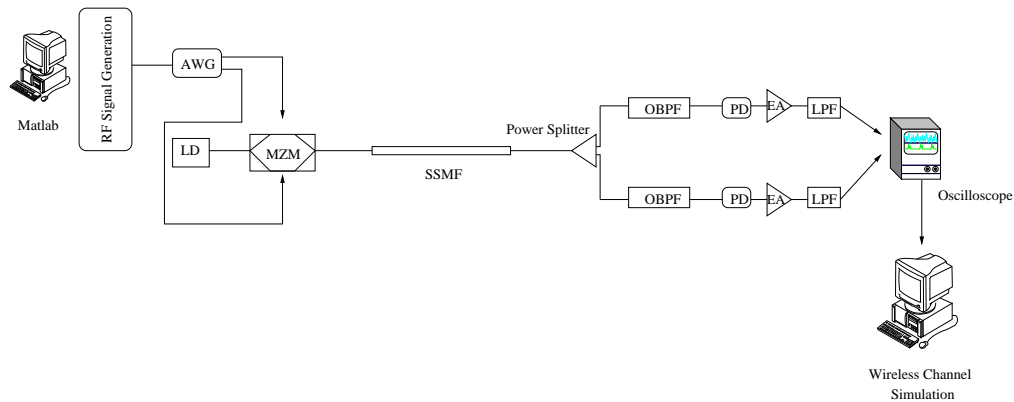 Matlab
RF Signal Generation
AWG
LD
MZM
SSMF
Power Splitter
OBPF
PD
EA
LPF
OBPF
PD
EA
LPF
Oscilloscope
Wireless Channel
Simulation